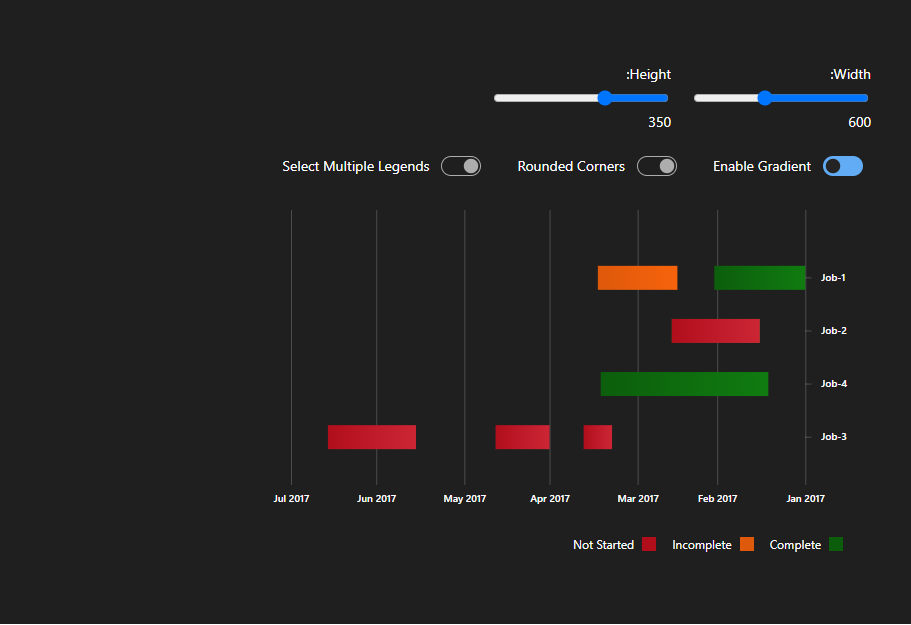 :Height
:Width
350
600
Select Multiple Legends
Rounded Corners
Enable Gradient
Job-1
Job-2
Job-4
Job-3
Jul 2017
Jun 2017
May 2017
Apr 2017
Mar 2017
Feb 2017
Jan 2017
Not Started
Incomplete
Complete